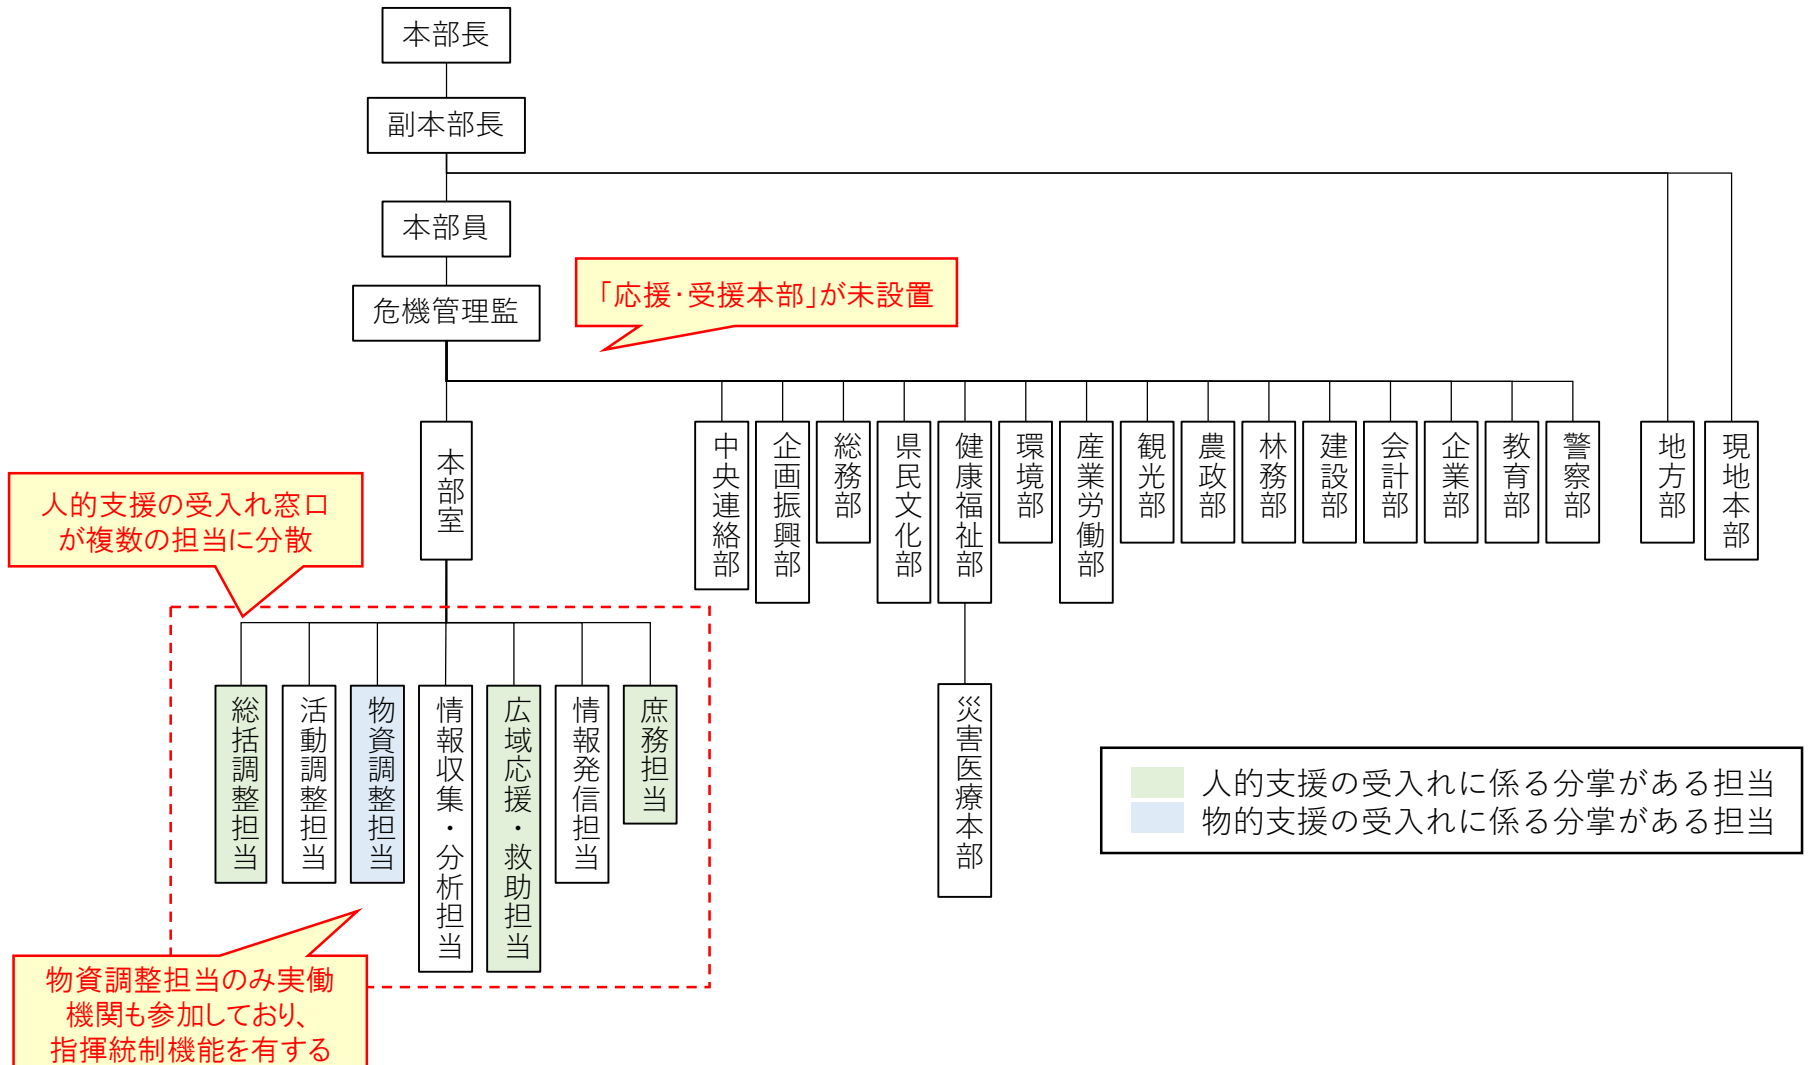 本部長
副本部長
本部員
危機管理監
「応援・受援本部」が未設置
本部室
中央連絡部
企画振興部
総務部
県民文化部
健康福祉部
環境部
産業労働部
観光部
農政部
林務部
建設部
会計部
企業部
教育部
警察部
地方部
現地本部
人的支援の受入れ窓口
が複数の担当に分散
総括調整担当
活動調整担当
物資調整担当
情報収集・分析担当
広域応援・救助担当
情報発信担当
庶務担当
災害医療本部
人的支援の受入れに係る分掌がある担当
物的支援の受入れに係る分掌がある担当
物資調整担当のみ実働
機関も参加しており、
指揮統制機能を有する